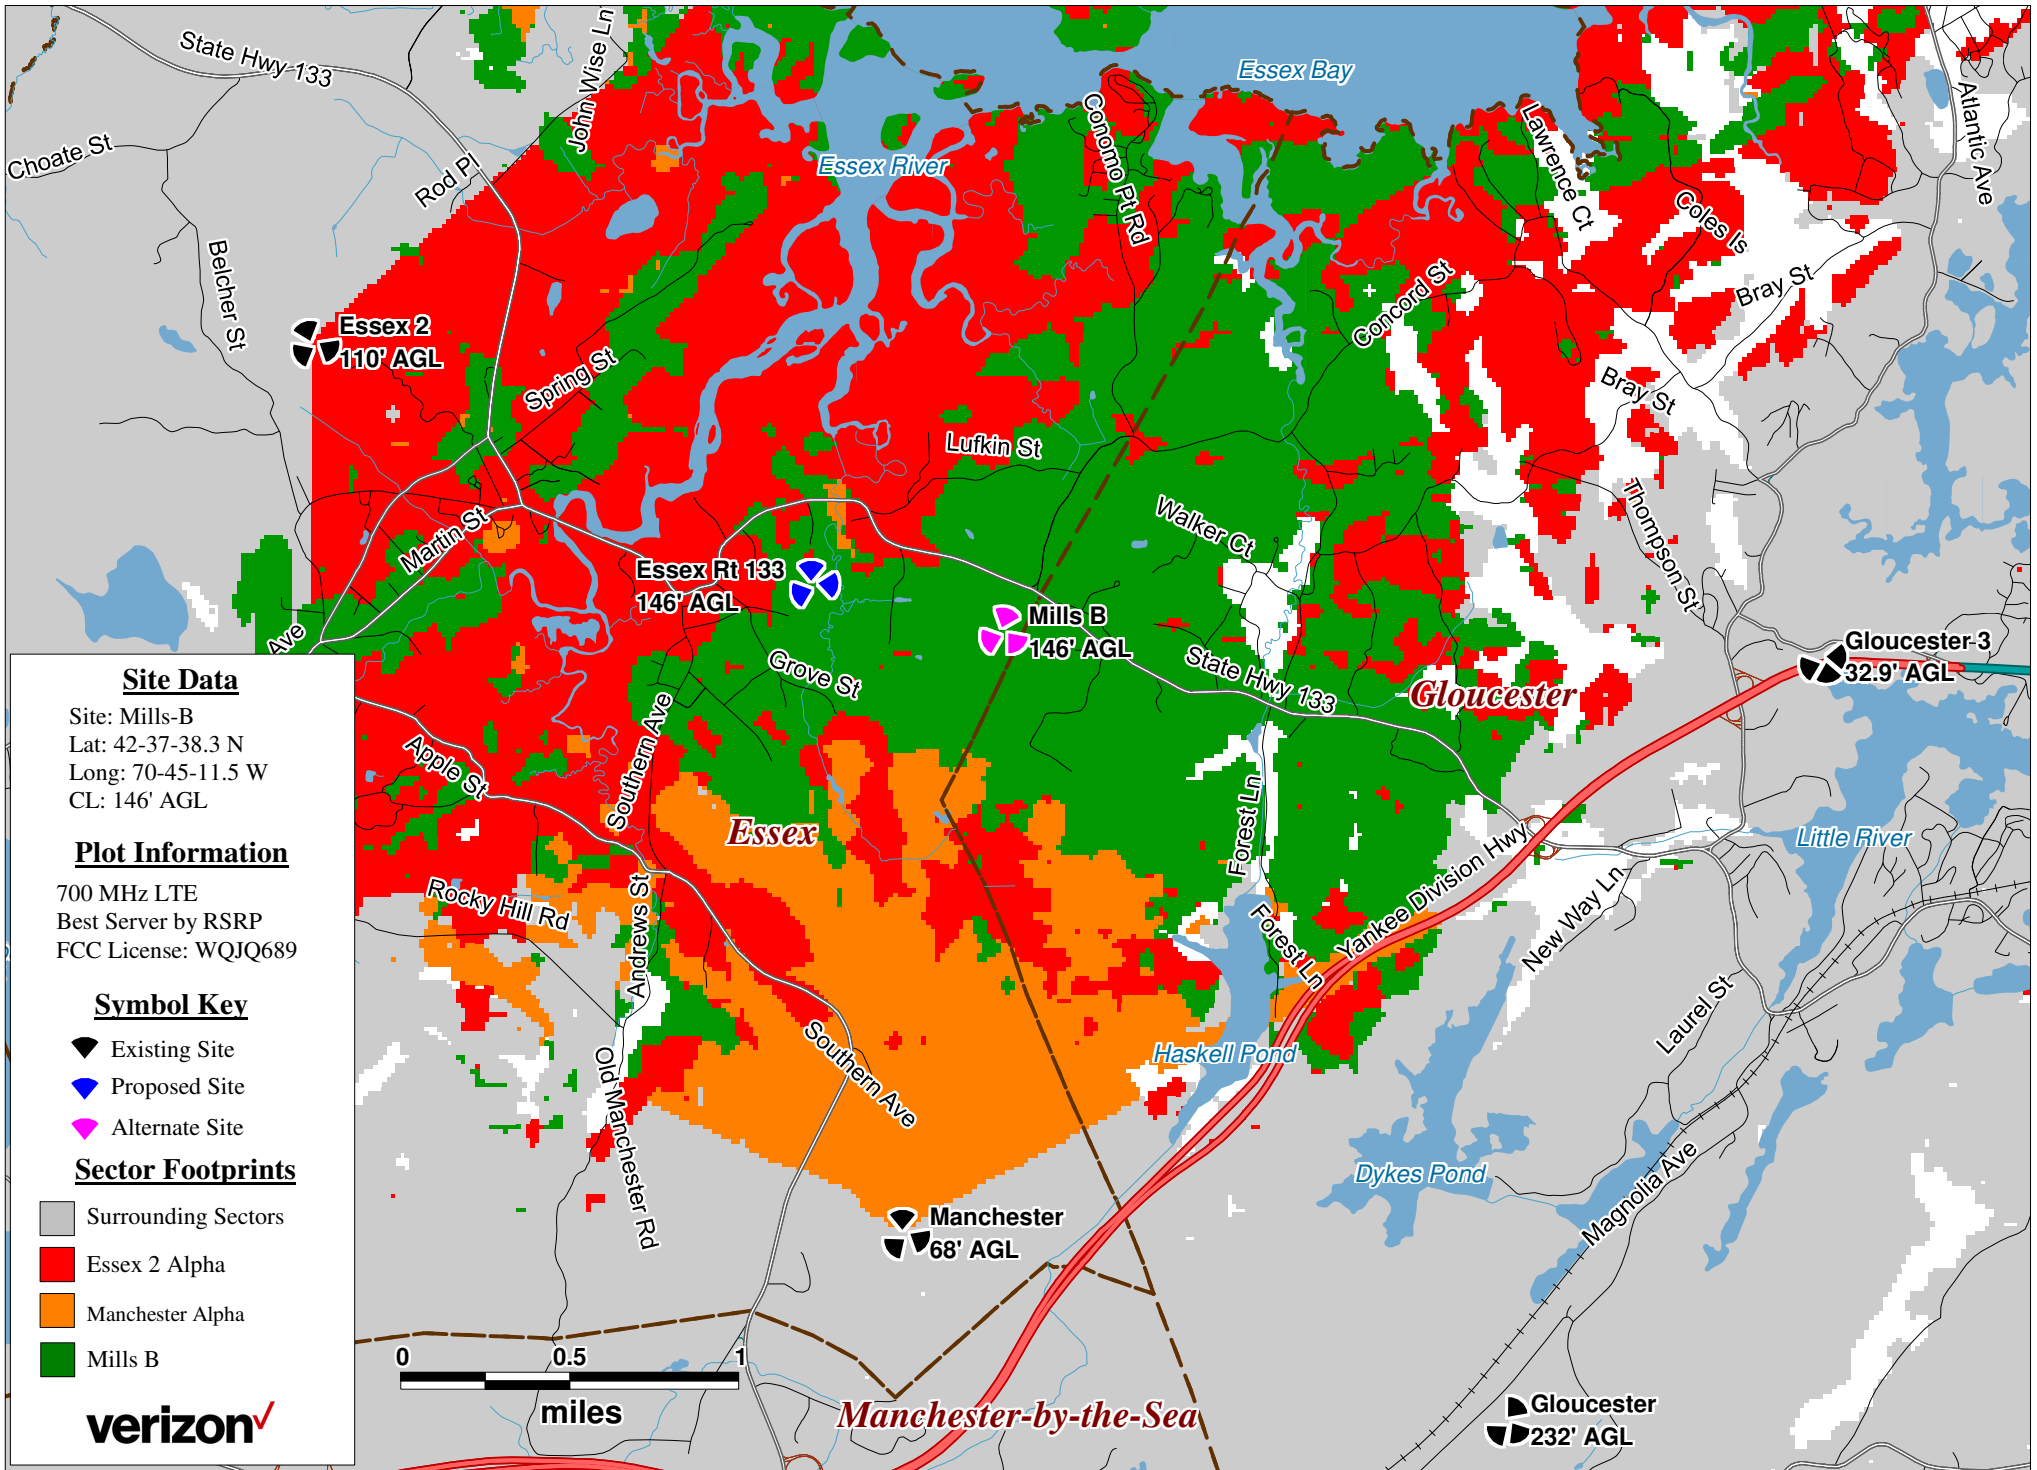 State Hwy 133
John Wise Ln
Essex Bay
Atlantic Ave
Choate St
Rod Pl
Essex River
Conomo Pt Rd
Lawrence Ct
Coles Is
Belcher St
Bray St
Concord St
Essex 2
110' AGL
Spring St
Bray St
Lufkin St
Martin St
Walker Ct
Thompson St
Essex Rt 133
146' AGL
Mills B
146' AGL
Ave
Grove St
State Hwy 133
Gloucester
Gloucester 3
32.9' AGL
Site Data
Site: Mills-B
Lat: 42-37-38.3 N
Long: 70-45-11.5 W
CL: 146' AGL
Plot Information
700 MHz LTE
Best Server by RSRP
FCC License: WQJQ689
Symbol Key
Existing Site
Proposed Site
Alternate Site
Sector Footprints
Surrounding Sectors
Essex 2 Alpha
Manchester Alpha
Mills B
verizon
Apple St
Southern Ave
Essex
Forest Ln
Little River
Rocky Hill Rd
Andrews St
Forest Ln
Yankee Division Hwy
New Way Ln
Laurel St
Southern Ave
Haskell Pond
Old Manchester Rd
Dykes Pond
Magnolia Ave
Manchester
68' AGL
0 0.5 1
miles
Manchester-by-the-Sea
Gloucester
232' AGL